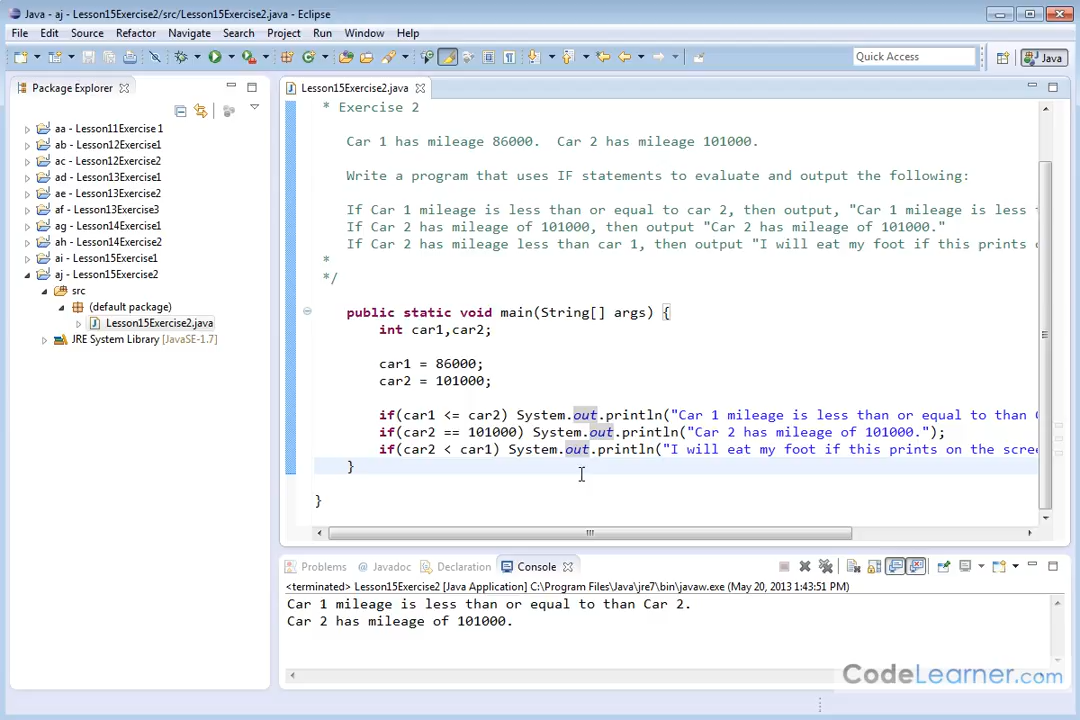 Java - aj - Lesson15Exercise2/src/Lesson15Exercise2.java - Eclipse
File Edit Source Refactor Navigate Search Project Run Window Help
Quick Access
Java
Package Explorer
aa - Lesson11Exercise1
ab - Lesson12Exercise1
ac - Lesson12Exercise2
ad - Lesson13Exercise1
ae - Lesson13Exercise2
af - Lesson13Exercise3
ag - Lesson14Exercise1
ah - Lesson14Exercise2
ai - Lesson15Exercise1
aj - Lesson15Exercise2
src
(default package)
Lesson15Exercise2.java
JRE System Library [JavaSE-1.7]
Lesson15Exercise2.java
* Exercise 2
Car 1 has mileage 86000. Car 2 has mileage 101000.
Write a program that uses IF statements to evaluate and output the following:
If Car 1 mileage is less than or equal to car 2, then output, "Car 1 mileage is less
If Car 2 has mileage of 101000, then output "Car 2 has mileage of 101000."
If Car 2 has mileage less than car 1, then output "I will eat my foot if this prints
*
*/
public static void main(String[] args) {
int car1,car2;
car1 = 86000;
car2 = 101000;
if(car1 <= car2) System.out.println("Car 1 mileage is less than or equal to than
if(car2 == 101000) System.out.println("Car 2 has mileage of 101000.");
if(car2 < car1) System.out.println("I will eat my foot if this prints on the scree
}
}
Problems @ Javadoc Declaration Console
<terminated> Lesson15Exercise2 [Java Application] C:\Program Files\Java\jre7\bin\javaw.exe (May 20, 2013 1:43:51 PM)
Car 1 mileage is less than or equal to than Car 2.
Car 2 has mileage of 101000.
CodeLearner.com